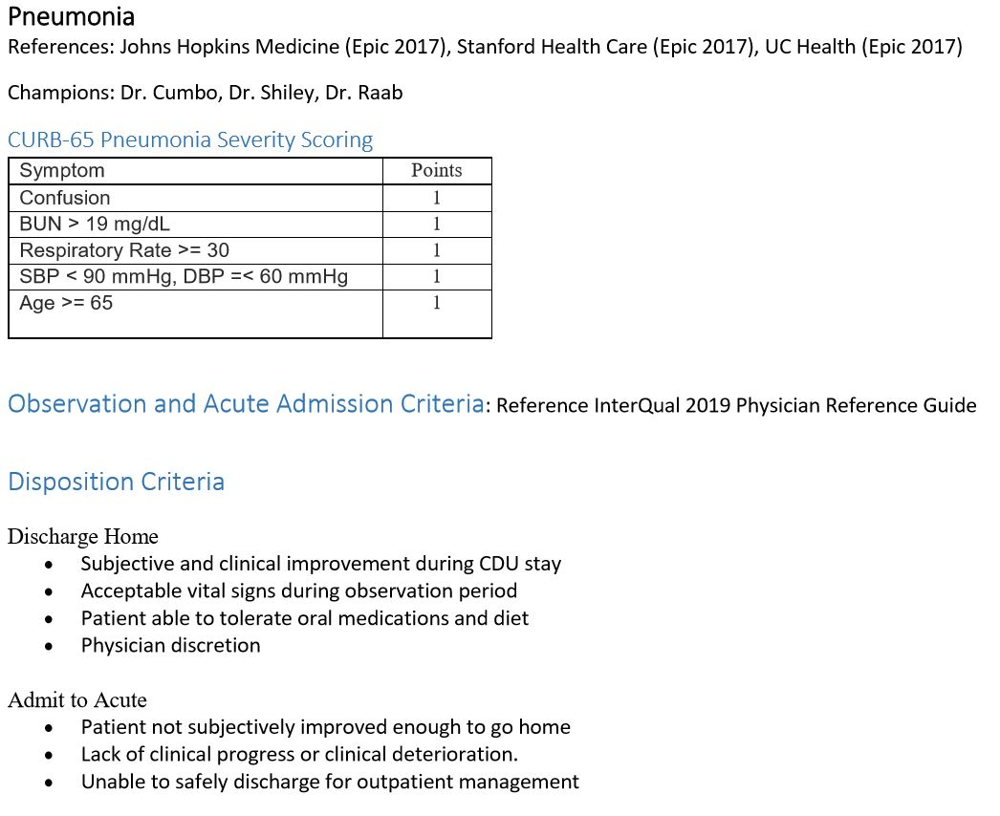 Pneumonia
References: Johns Hopkins Medicine (Epic 2017), Stanford Health Care (Epic 2017), UC Health (Epic 2017)
Champions: Dr. Cumbo, Dr. Shiley, Dr. Raab
CURB-65 Pneumonia Severity Scoring
Symptom Points
Confusion 1
BUN > 19 mg/dL 1
Respiratory Rate >= 30 1
SBP < 90 mmHg, DBP =< 60 mmHg 1
Age >= 65 1
Observation and Acute Admission Criteria: Reference InterQual 2019 Physician Reference Guide
Disposition Criteria
Discharge Home
• Subjective and clinical improvement during CDU stay
• Acceptable vital signs during observation period
• Patient able to tolerate oral medications and diet
• Physician discretion
Admit to Acute
• Patient not subjectively improved enough to go home
• Lack of clinical progress or clinical deterioration.
• Unable to safely discharge for outpatient management